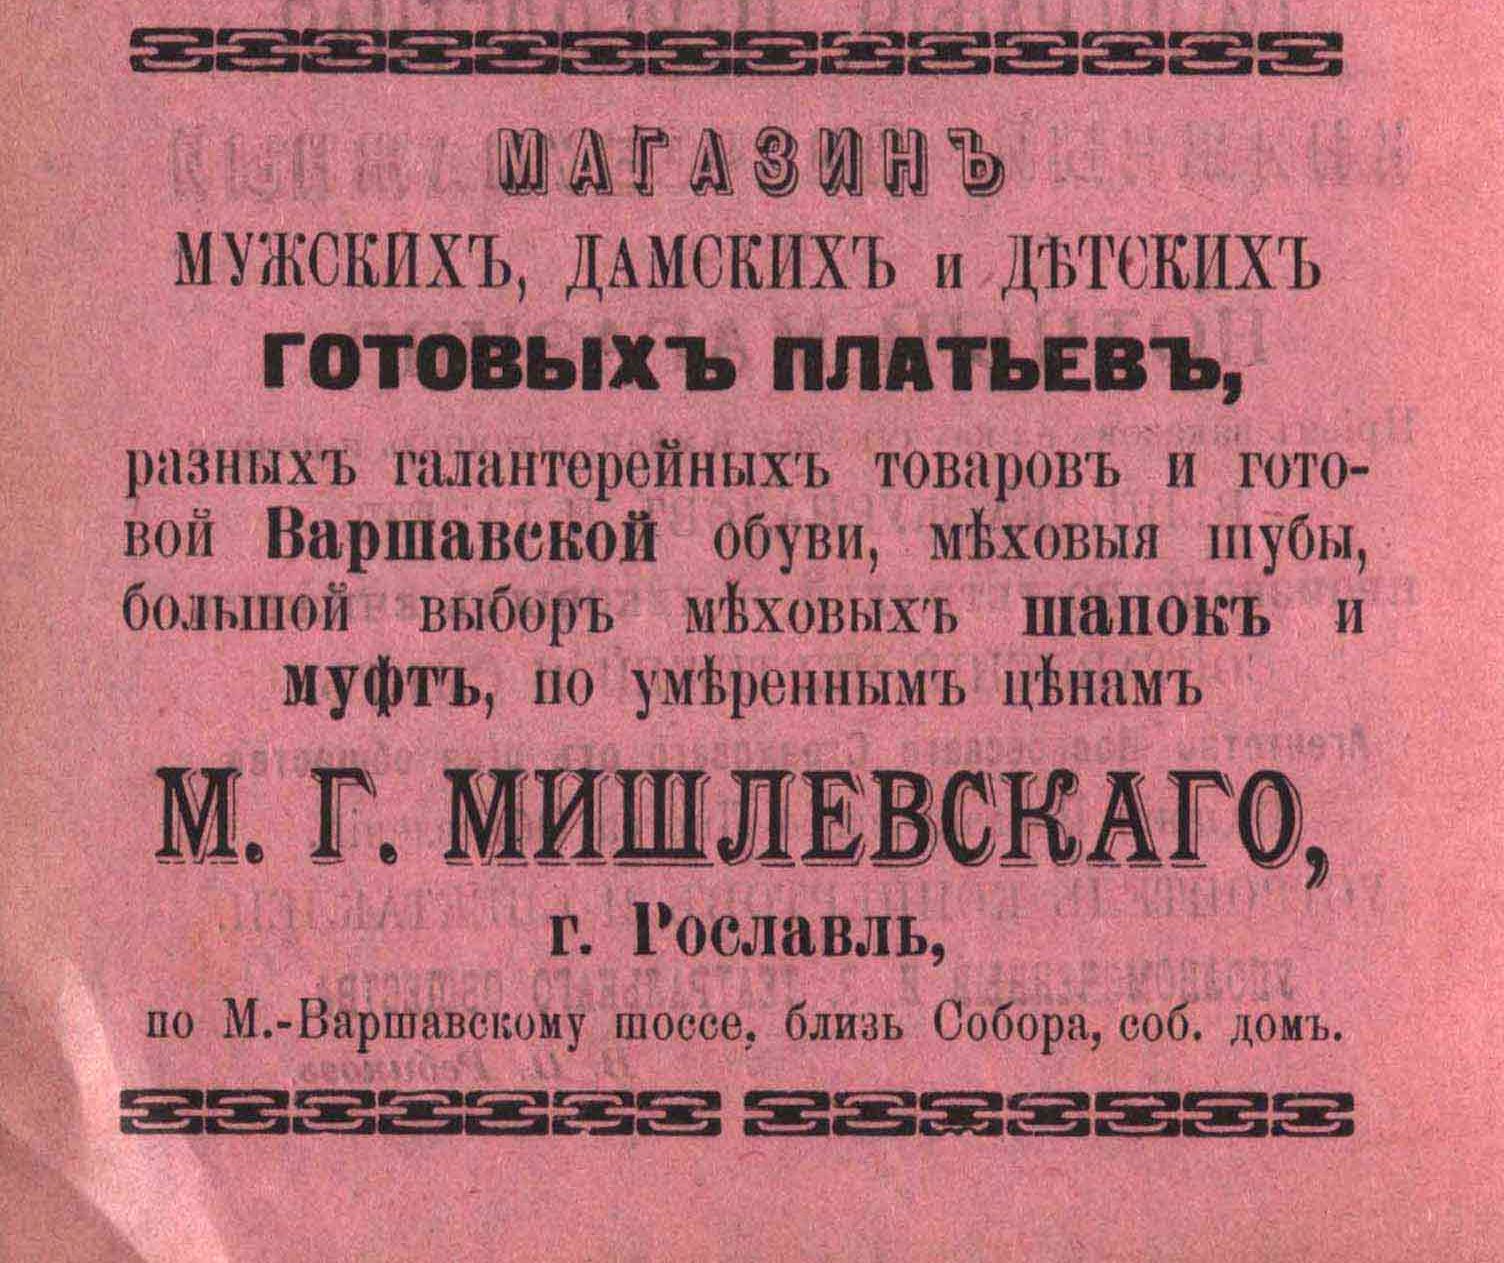 МАГАЗИНЪ
МУЖСКИХЪ, ДАМСКИХЪ и ДѢТСКИХЪ
ГОТОВЫХЪ ПЛАТЬЕВЪ,
разныхъ галантерейныхъ товаровъ и гото-
вой Варшавской обуви, мѣховыя шубы,
большой выборъ мѣховыхъ шапокъ и
муфтъ, по умѣреннымъ цѣнамъ
М. Г. МИШЛЕВСКАГО,
г. Рославль,
по М.-Варшавскому шоссе, близь Собора, соб. домъ.